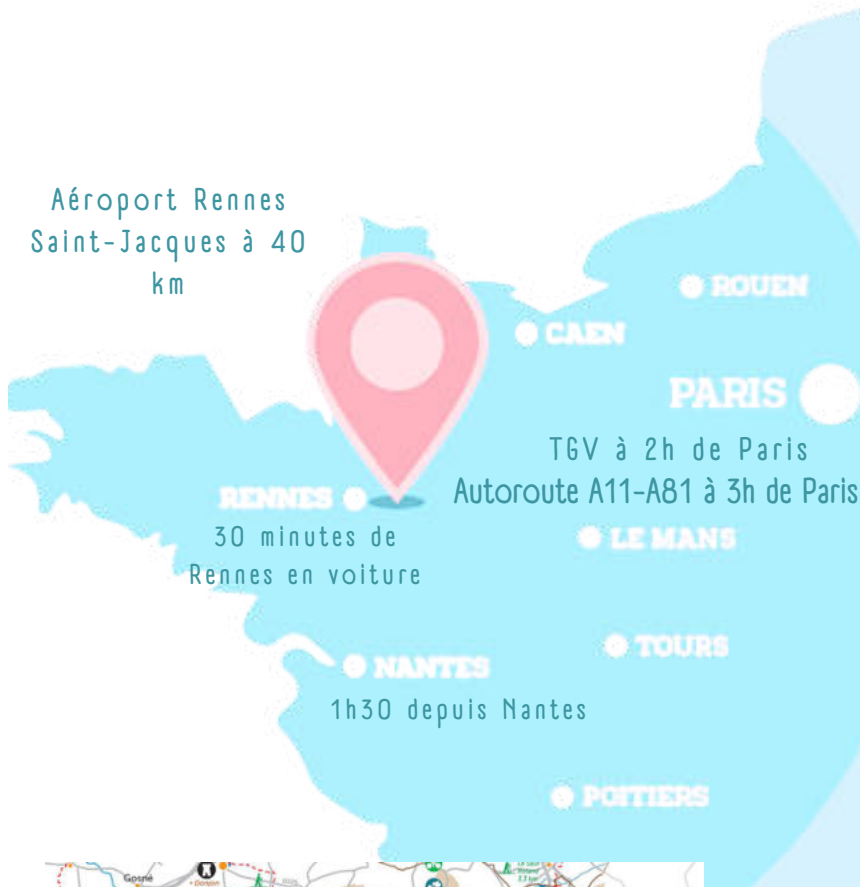 Aéroport Rennes
Saint-Jacques à 40
km
ROUEN
CAEN
PARIS
TGV à 2h de Paris
Autoroute A11-A81 à 3h de Paris
RENNES
30 minutes de
Rennes en voiture
LE MANS
TOURS
NANTES
1h30 depuis Nantes
POITIERS
Gosné